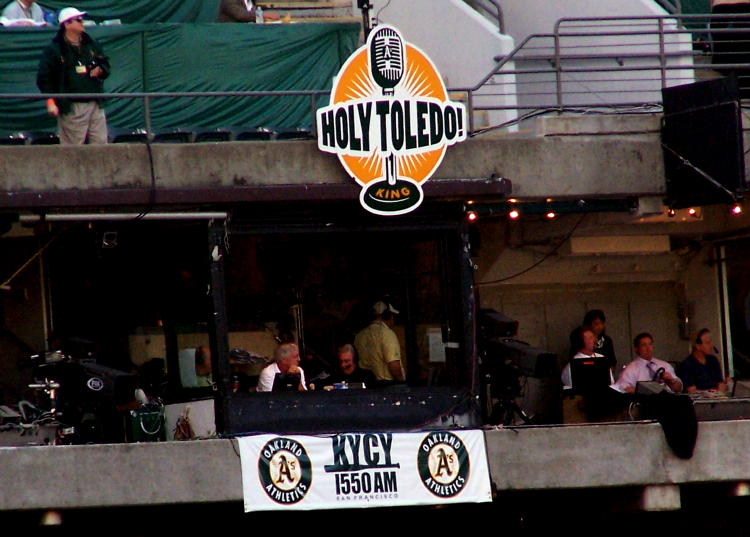 HOLY TOLEDO!
KING
OAKLAND
A's
ATHLETICS
KYCY
1550 AM
SAN FRANCISCO
OAKLAND
A's
ATHLETICS